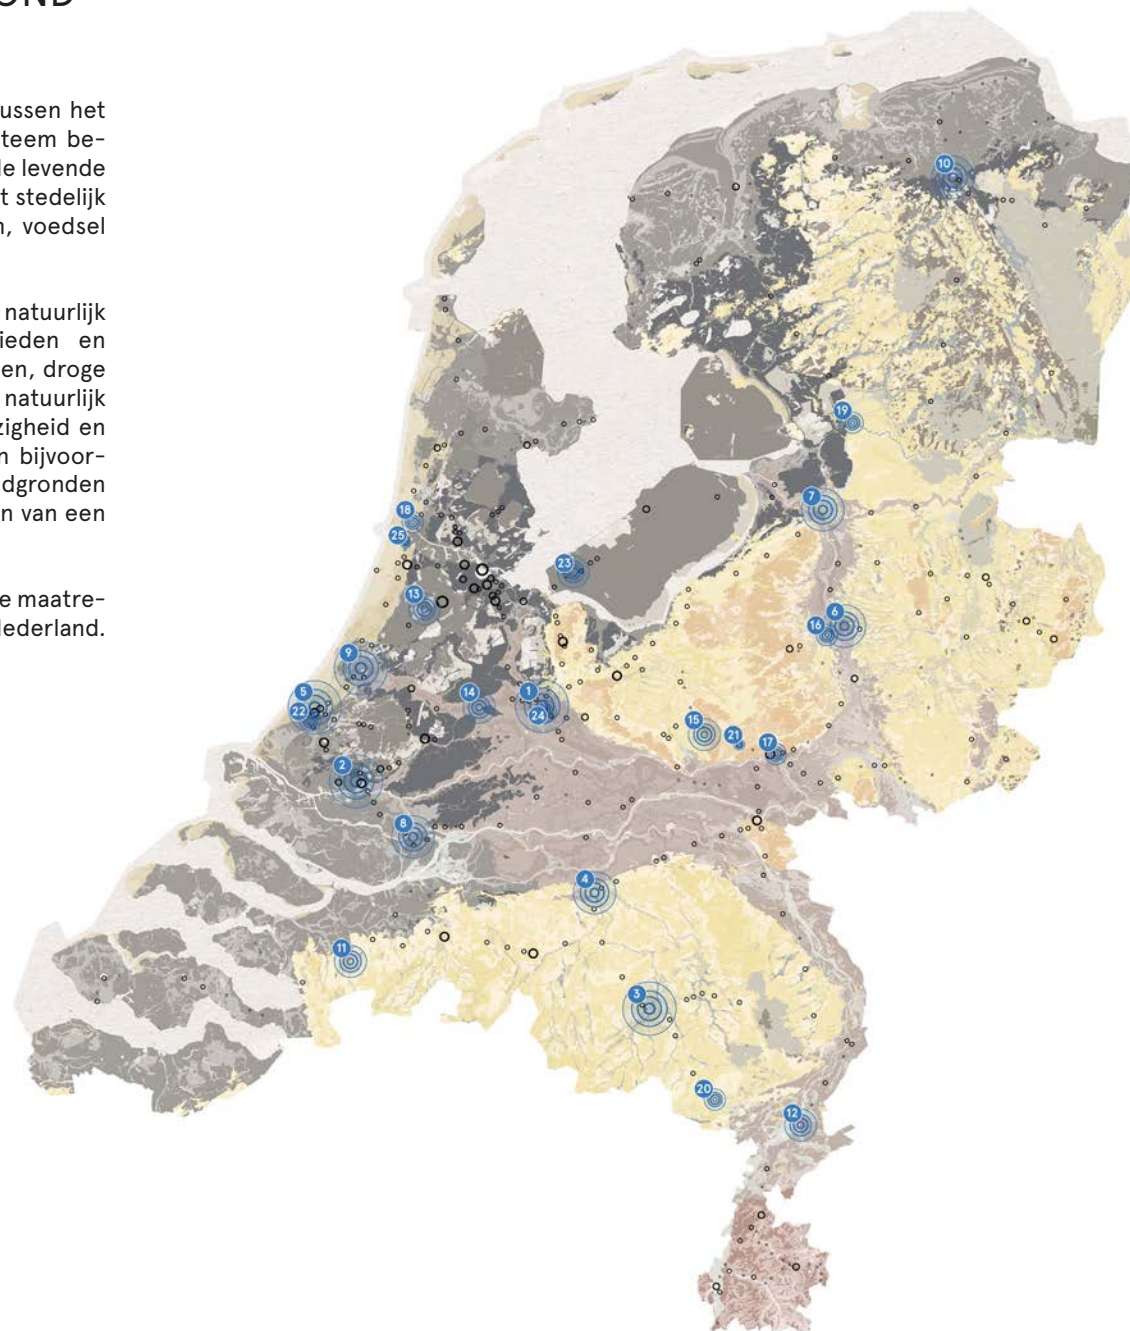 OND
ussen het
teem be-
de levende
t stedelijk
n, voedsel
natuurlijk
ieden en
en, droge
natuurlijk
zigheid en
n bijvoor-
dgronden
n van een
e maatre-
Nederland.
10
19
7
18
25
23
13
6
16
9
5
22
14
1
24
15
21
17
2
8
4
11
3
20
12